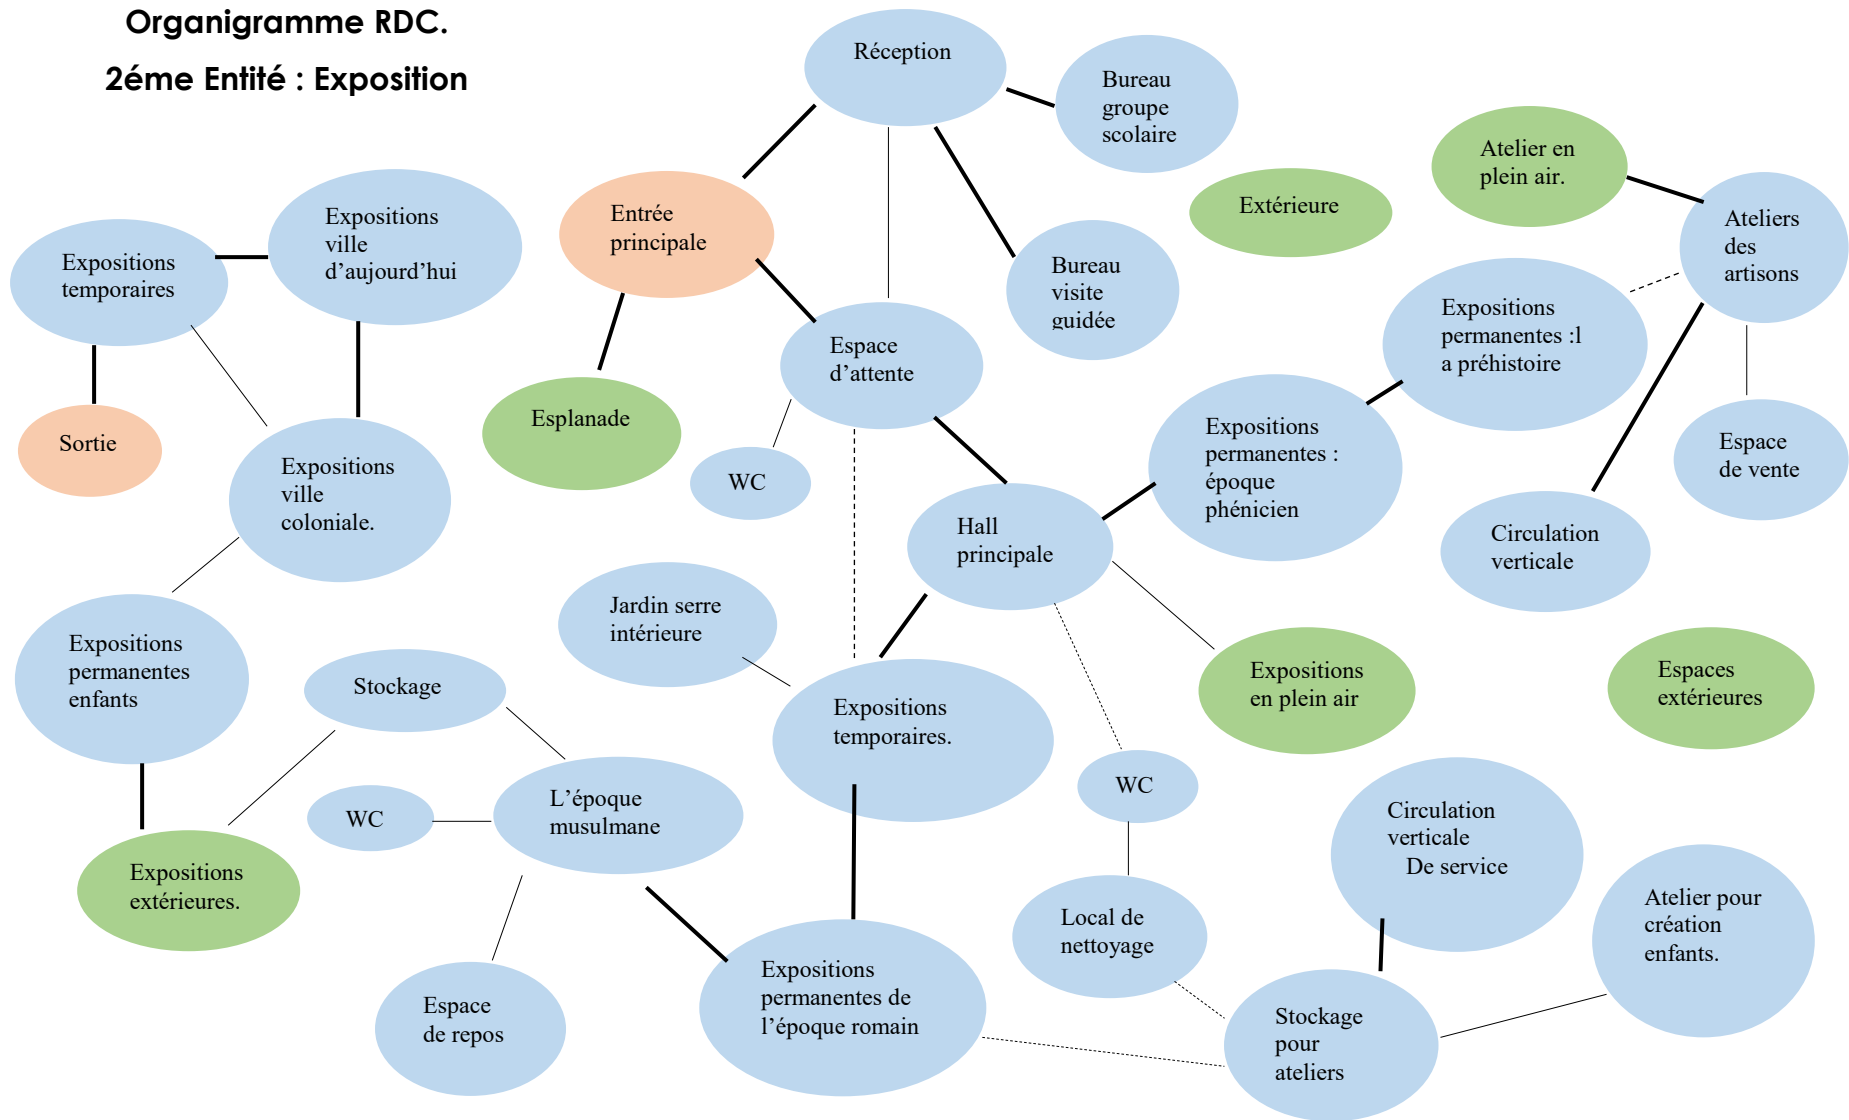 Organigramme RDC.
2éme Entité : Exposition
Réception
Bureau
groupe
scolaire
Atelier en
plein air.
Extérieure
Ateliers
des
artisons
Entrée
principale
Expositions
ville
d’aujourd’hui
Expositions
temporaires
Bureau
visite
guidée
Expositions
permanentes :l
a préhistoire
Espace
d’attente
Esplanade
Sortie
Expositions
ville
coloniale.
WC
Expositions
permanentes :
époque
phénicien
Espace
de vente
Circulation
verticale
Hall
principale
Jardin serre
intérieure
Expositions
permanentes
enfants
Stockage
Expositions
temporaires.
Expositions
en plein air
Espaces
extérieures
WC
L’époque
musulmane
WC
Circulation
verticale
De service
Expositions
extérieures.
Local de
nettoyage
Atelier pour
création
enfants.
Espace
de repos
Expositions
permanentes de
l’époque romain
Stockage
pour
ateliers